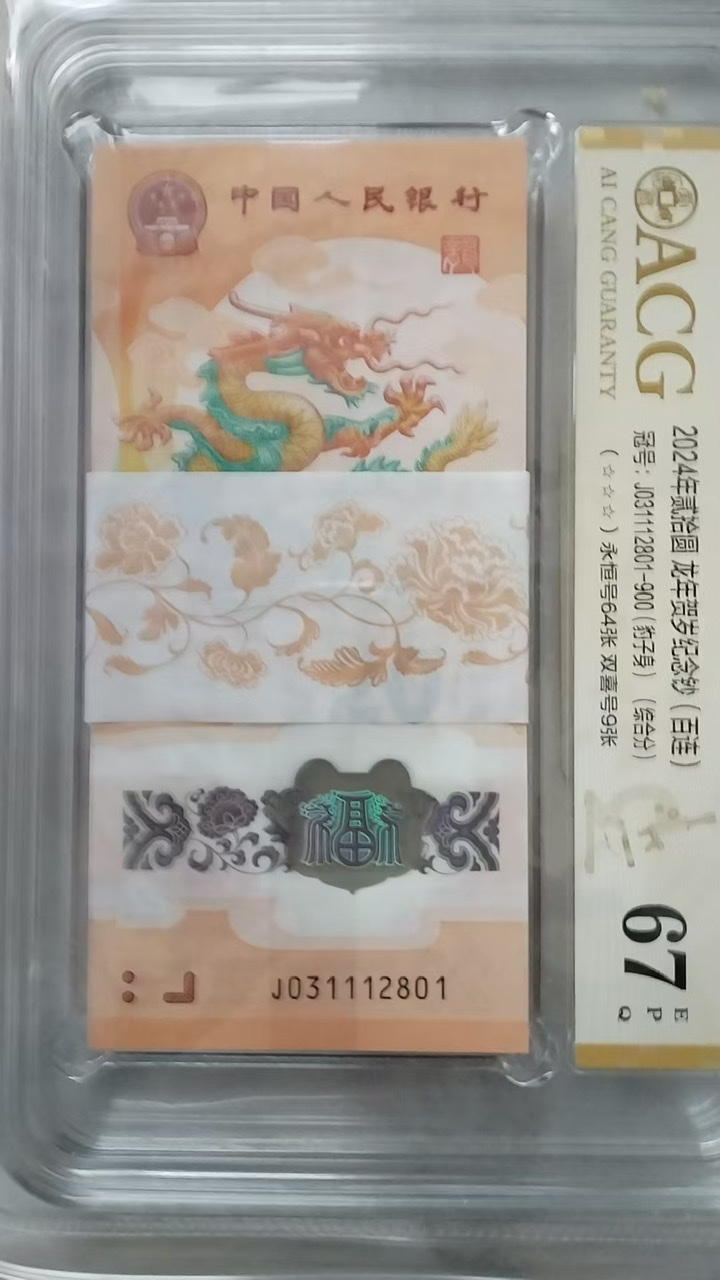 中国人民银行
福
J031112801
ACG
AI CANG GUARANTY
2024年贰拾圆 龙年贺岁纪念钞（百连）
冠号：J031112801-900（豹子身）（综合分）
（☆☆☆）永恒号64张 双喜号9张
67
E
P
Q